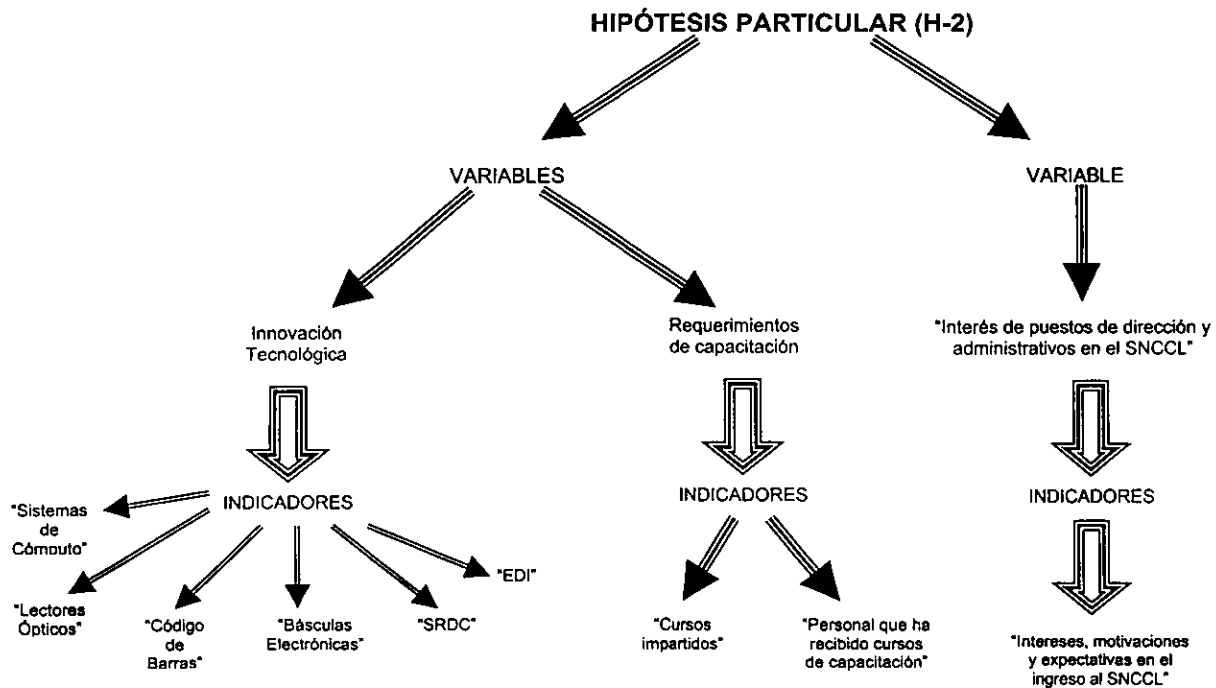 HIPÓTESIS PARTICULAR (H-2)
VARIABLES
VARIABLE
Innovación
Tecnológica
Requerimientos
de capacitación
"Interés de puestos de dirección y
administrativos en el SNCCL"
INDICADORES
INDICADORES
INDICADORES
"Sistemas
de
Cómputo"
"Lectores
Ópticos"
"Código
de
Barras"
"Básculas
Electrónicas"
"SRDC"
"EDI"
"Cursos
impartidos"
"Personal que ha
recibido cursos
de capacitación"
"Intereses, motivaciones
y expectativas en el
ingreso al SNCCL"